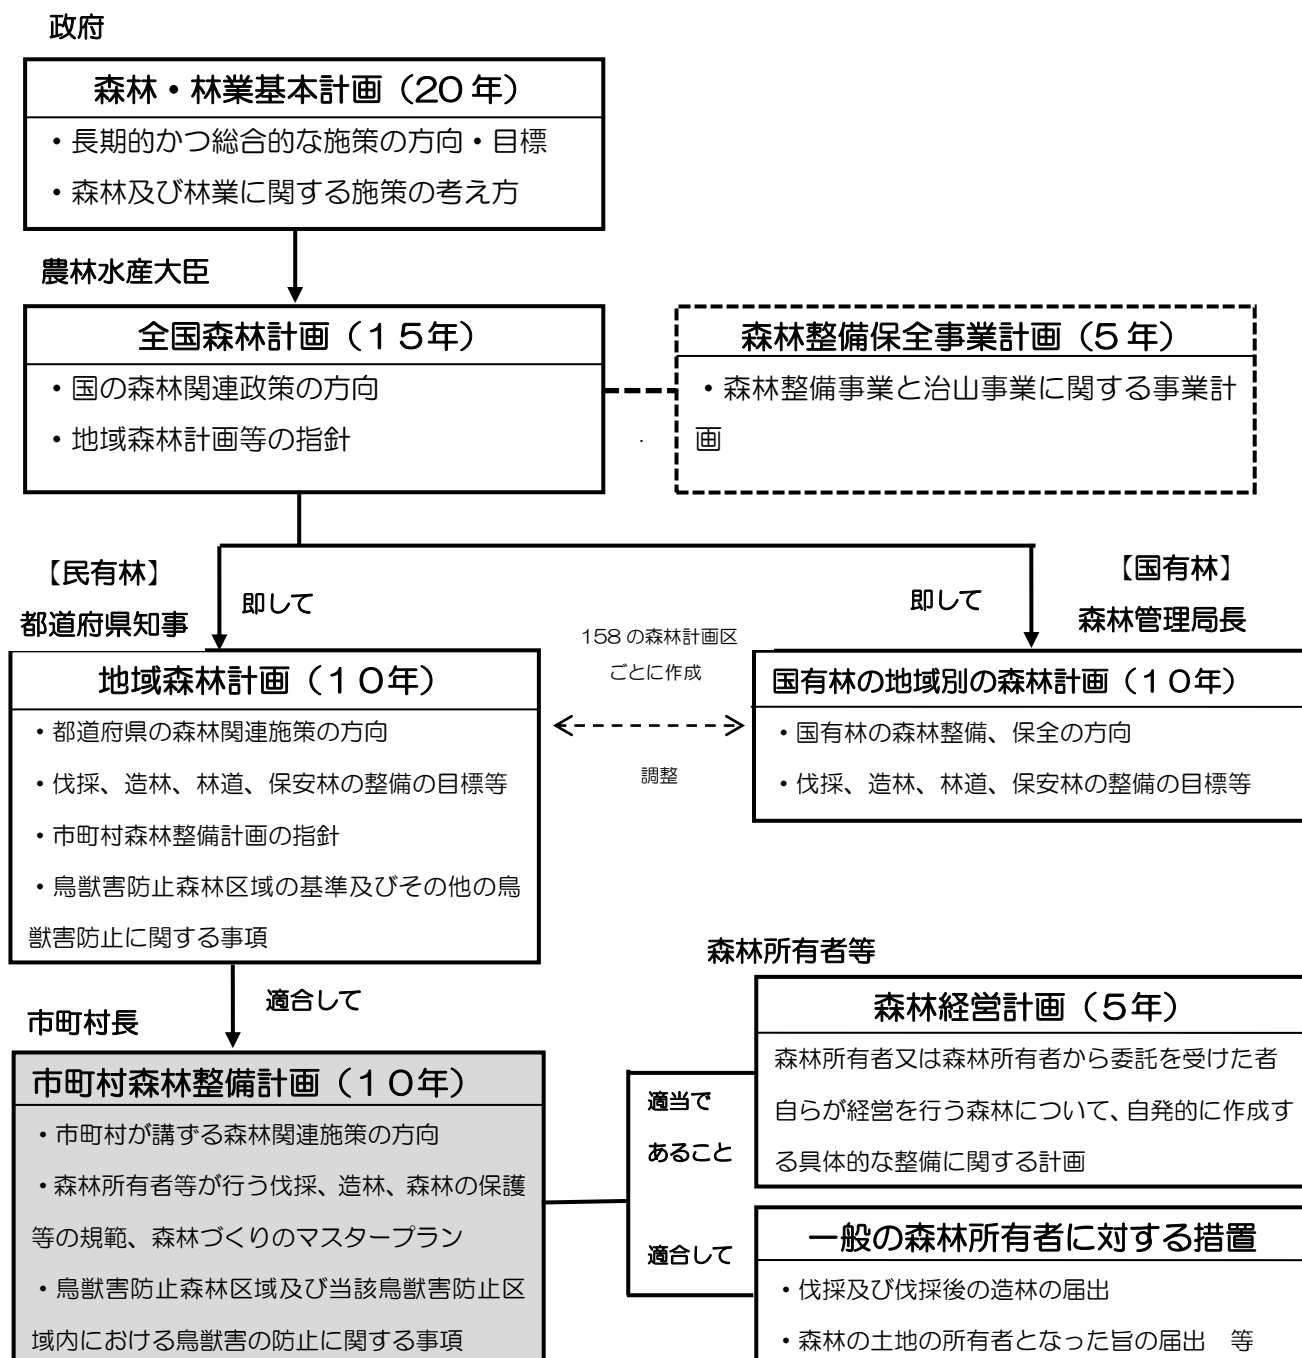 政府
森林・林業基本計画（20年）
・長期的かつ総合的な施策の方向・目標
・森林及び林業に関する施策の考え方
農林水産大臣
全国森林計画（15年）
・国の森林関連政策の方向
・地域森林計画等の指針
森林整備保全事業計画（5年）
・森林整備事業と治山事業に関する事業計
画
【民有林】
都道府県知事
即して
158の森林計画区
ごとに作成
調整
即して
【国有林】
森林管理局長
地域森林計画（10年）
・都道府県の森林関連施策の方向
・伐採、造林、林道、保安林の整備の目標等
・市町村森林整備計画の指針
・鳥獣害防止森林区域の基準及びその他の鳥
獣害防止に関する事項
国有林の地域別の森林計画（10年）
・国有林の森林整備、保全の方向
・伐採、造林、林道、保安林の整備の目標等
適合して
市町村長
市町村森林整備計画（10年）
・市町村が講ずる森林関連施策の方向
・森林所有者等が行う伐採、造林、森林の保護
等の規範、森林づくりのマスタープラン
・鳥獣害防止森林区域及び当該鳥獣害防止区
域内における鳥獣害の防止に関する事項
適当で
あること
適合して
森林所有者等
森林経営計画（5年）
森林所有者又は森林所有者から委託を受けた者
自らが経営を行う森林について、自発的に作成す
る具体的な整備に関する計画
一般の森林所有者に対する措置
・伐採及び伐採後の造林の届出
・森林の土地の所有者となった旨の届出　等